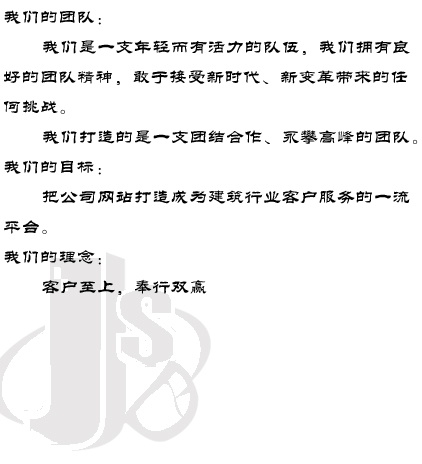 我们的团队：
我们是一支年轻而有活力的队伍，我们拥有良
好的团队精神，敢于接受新时代、新变革带来的任
何挑战。
我们打造的是一支团结合作、永攀高峰的团队。
我们的目标：
把公司网站打造成为建筑行业客户服务的一流
平台。
我们的理念：
客户至上，奉行双赢
JS